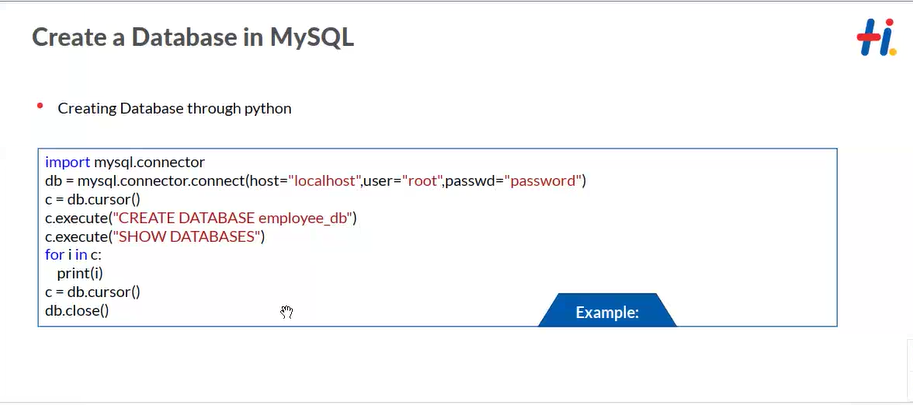 Create a Database in MySQL
Hi.
Creating Database through python
import mysql.connector
db = mysql.connector.connect(host="localhost",user="root",passwd="password")
c = db.cursor()
c.execute("CREATE DATABASE employee_db")
c.execute("SHOW DATABASES")
for i in c:
    print(i)
c = db.cursor()
db.close()
Example: